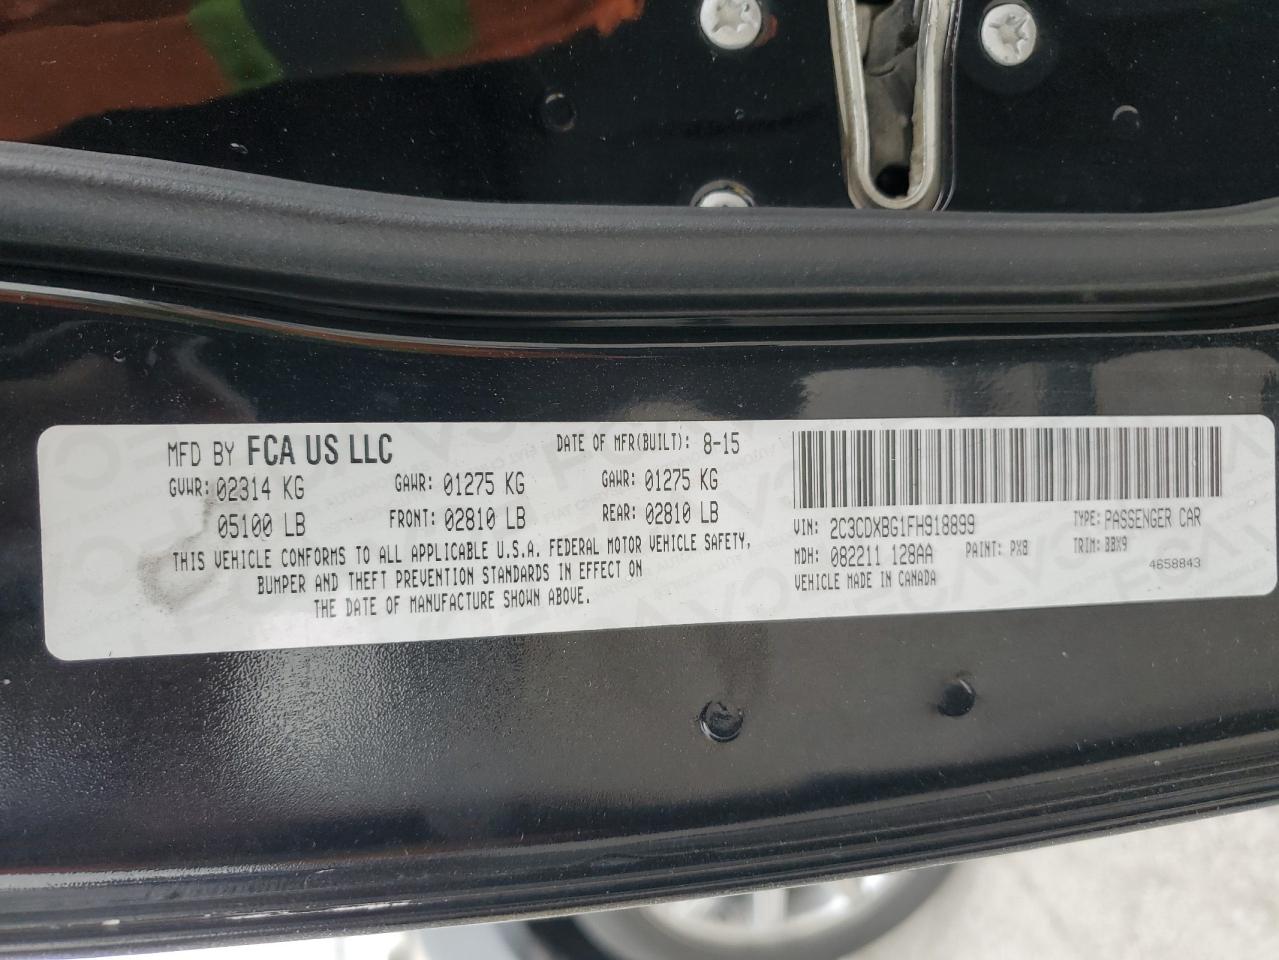 MFD BY FCA US LLC DATE OF MFR(BUILT): 8-15
GVWR: 02314 KG GAWR: 01275 KG GAWR: 01275 KG
05100 LB FRONT: 02810 LB REAR: 02810 LB
THIS VEHICLE CONFORMS TO ALL APPLICABLE U.S.A. FEDERAL MOTOR VEHICLE SAFETY,
BUMPER AND THEFT PREVENTION STANDARDS IN EFFECT ON
THE DATE OF MANUFACTURE SHOWN ABOVE.
VIN: 2C3CDXBG1FH918899 TYPE: PASSENGER CAR
MDH: 082211 128AA PAINT: PX8 TRIM: BBX9
VEHICLE MADE IN CANADA 4658843